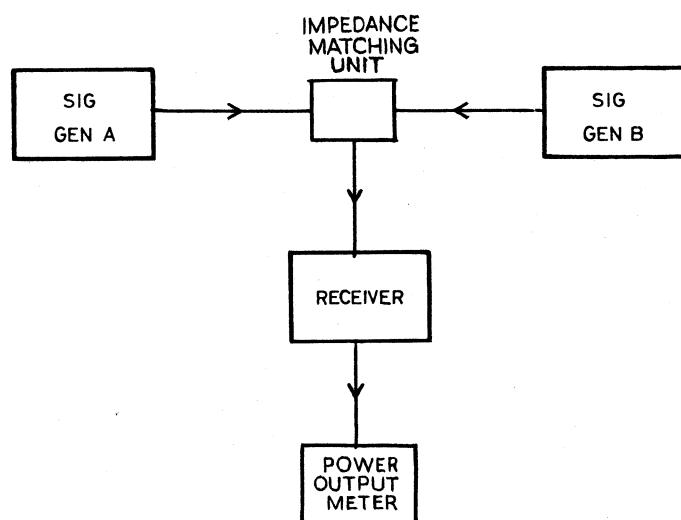 IMPEDANCE
MATCHING
UNIT
SIG
GEN A
SIG
GEN B
RECEIVER
POWER
OUTPUT
METER